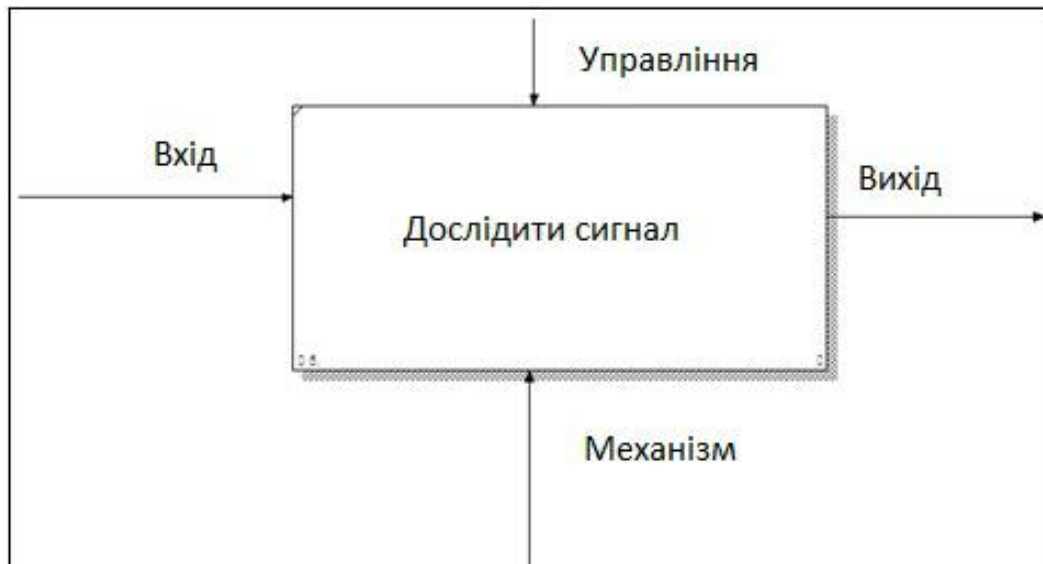 Управління
Вхід
Вихід
Дослідити сигнал
Механізм